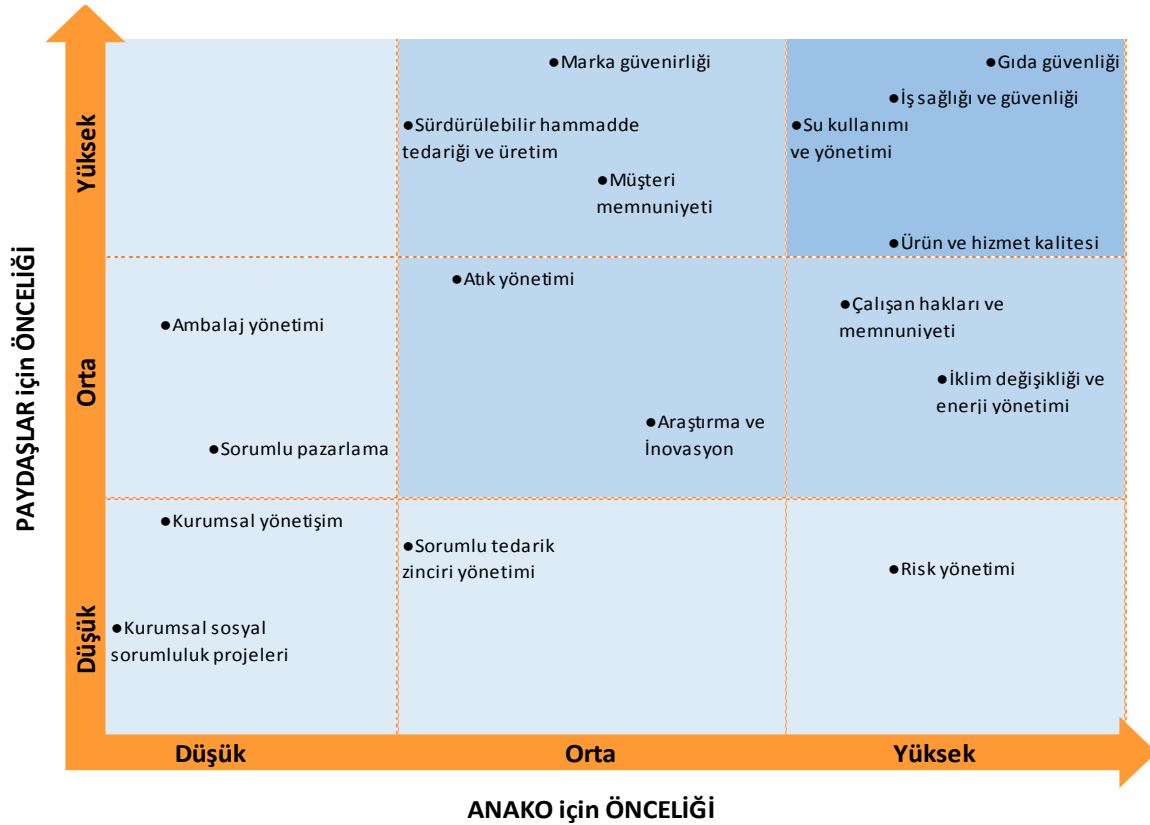 PAYDAŞLAR için ÖNCELİĞİ
Yüksek
Orta
Düşük
●Marka güvenirliği
●Gıda güvenliği
●İş sağlığı ve güvenliği
●Sürdürülebilir hammadde
tedariği ve üretim
●Su kullanımı
ve yönetimi
●Müşteri
memnuniyeti
●Ürün ve hizmet kalitesi
●Atık yönetimi
●Çalışan hakları ve
memnuniyeti
●Ambalaj yönetimi
●İklim değişikliği ve
enerji yönetimi
●Araştırma ve
İnovasyon
●Sorumlu pazarlama
●Kurumsal yönetişim
●Sorumlu tedarik
zinciri yönetimi
●Risk yönetimi
●Kurumsal sosyal
sorumluluk projeleri
Düşük
Orta
Yüksek
ANAKO için ÖNCELİĞİ